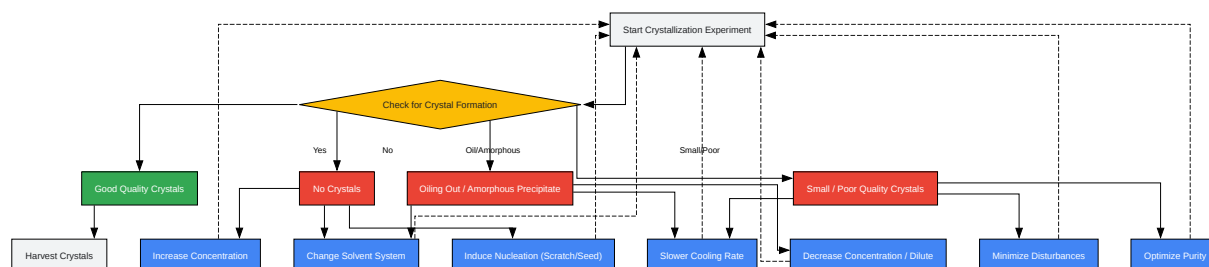 Start Crystallization Experiment
Check for Crystal Formation
Yes
No
Oil/Amorphous
Small/Poor
Good Quality Crystals
No Crystals
Oiling Out / Amorphous Precipitate
Small / Poor Quality Crystals
Harvest Crystals
Increase Concentration
Change Solvent System
Induce Nucleation (Scratch/Seed)
Slower Cooling Rate
Decrease Concentration / Dilute
Minimize Disturbances
Optimize Purity